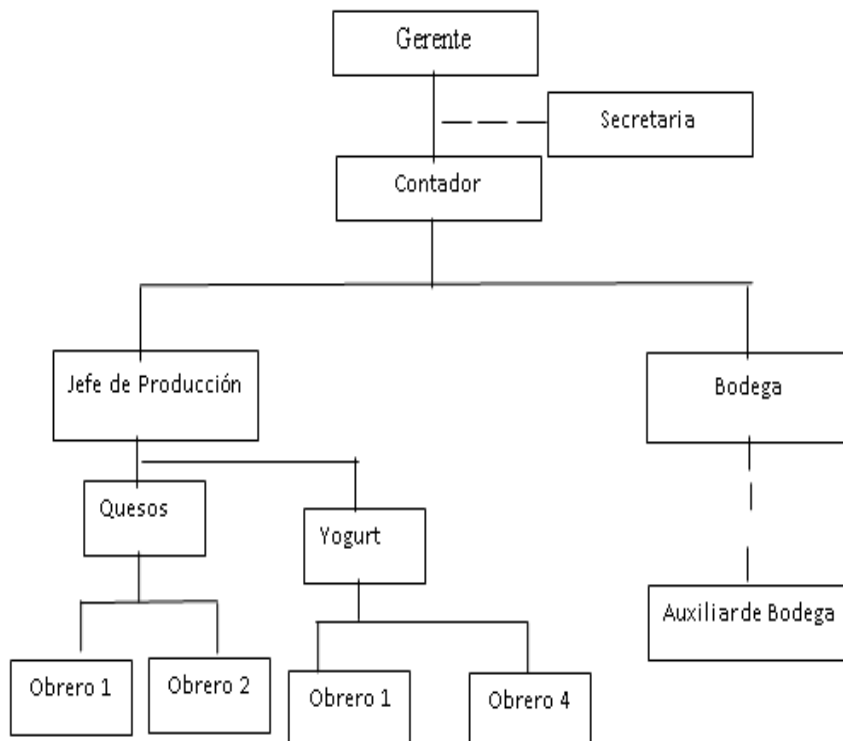 Gerente
Secretaria
Contador
Jefe de Producción
Bodega
Quesos
Yogurt
Auxiliar de Bodega
Obrero 1
Obrero 2
Obrero 1
Obrero 4